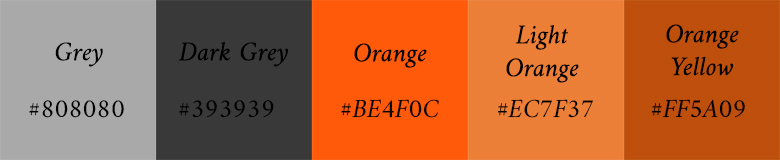 Grey
#808080
Dark Grey
#393939
Orange
#BE4F0C
Light
Orange
#EC7F37
Orange
Yellow
#FF5A09